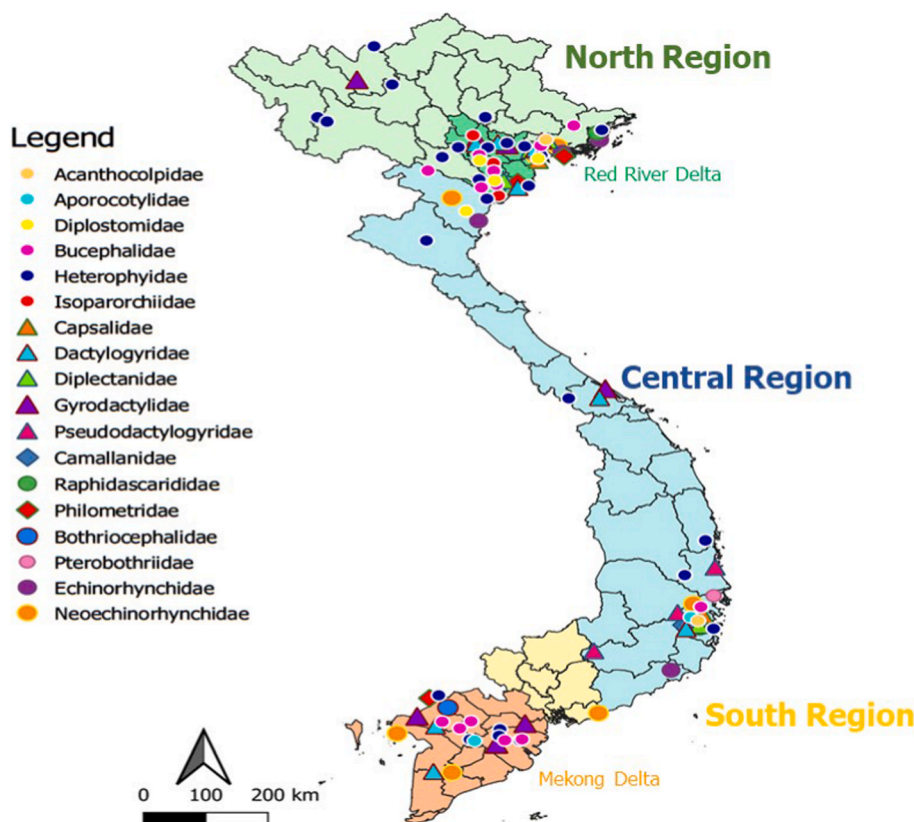 North Region
Legend
Red River Delta
Acanthocolpidae
Aporocotylidae
Diplostomidae
Bucephalidae
Heterophyidae
Isoparorchiidae
Capsalidae
Dactylogyridae
Diplectanidae
Gyrodactylidae
Central Region
Pseudodactylogyridae
Camallanidae
Raphidascarididae
Philometridae
Bothriocephalidae
Pterobothriidae
Echinorhynchidae
Neoechinorhynchidae
South Region
Mekong Delta
0 100 200 km